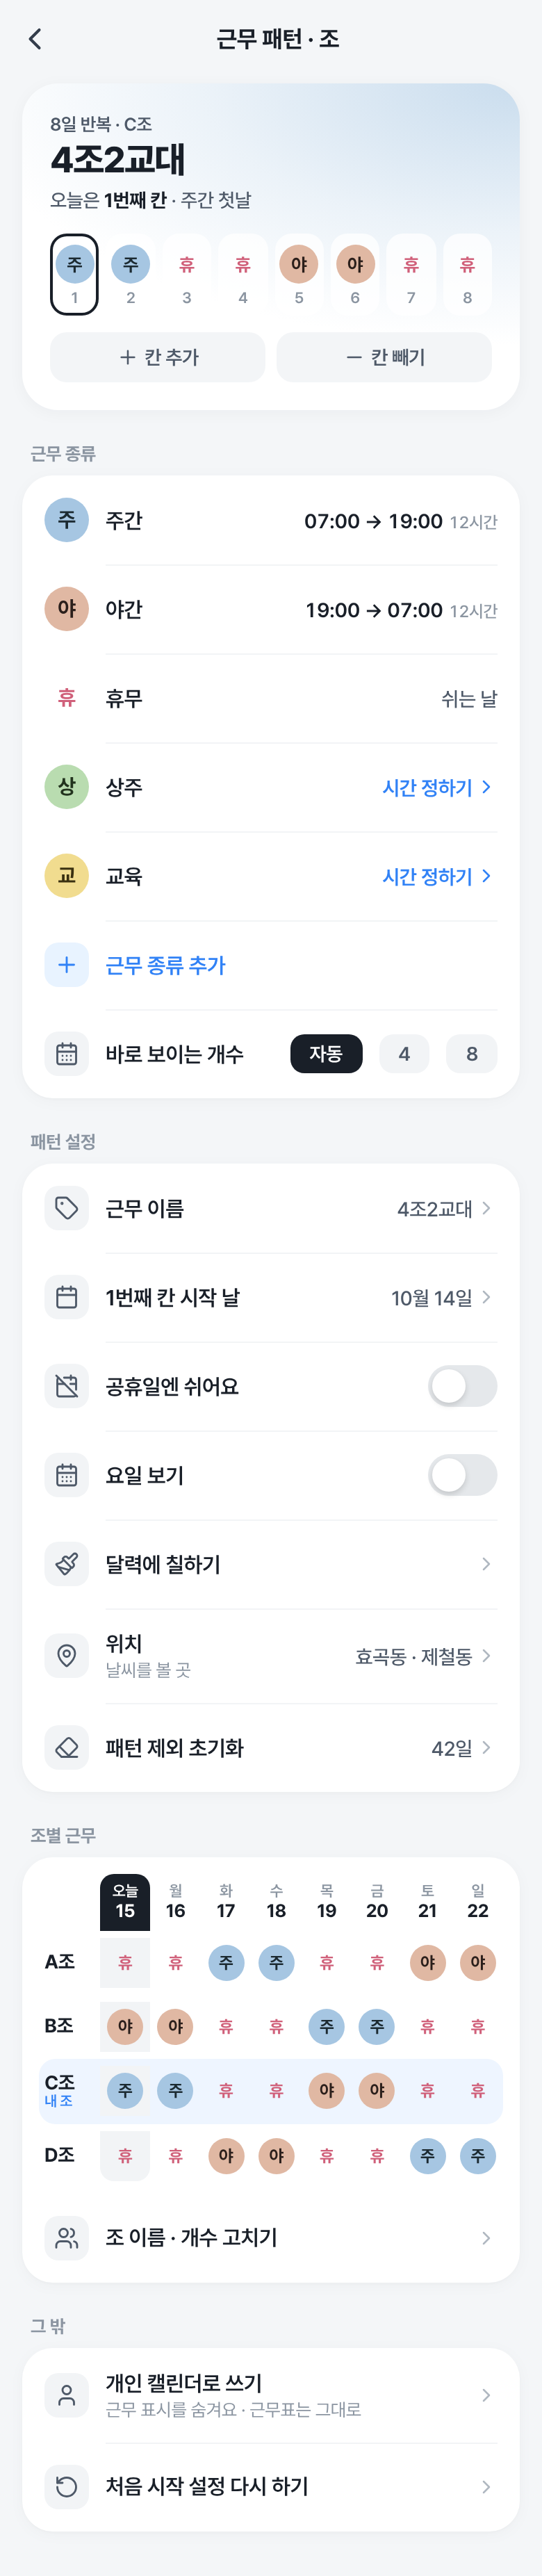 근무 패턴 · 조
8일 반복 · C조
4조2교대
오늘은 1번째 칸 · 주간 첫날
주 주 휴 휴 야 야 휴 휴
1 2 3 4 5 6 7 8
+ 칸 추가 — 칸 빼기
근무 종류
주 주간 07:00 → 19:00 12시간
야 야간 19:00 → 07:00 12시간
휴 휴무 쉬는 날
상 상주 시간 정하기 >
교 교육 시간 정하기 >
+ 근무 종류 추가
바로 보이는 개수 자동 4 8
패턴 설정
근무 이름 4조2교대 >
1번째 칸 시작 날 10월 14일 >
공휴일엔 쉬어요
요일 보기
달력에 칠하기 >
위치
날씨를 볼 곳
효곡동 · 제철동 >
패턴 제외 초기화 42일 >
조별 근무
오늘 월 화 수 목 금 토 일
15 16 17 18 19 20 21 22
A조 휴 휴 주 주 휴 휴 야 야
B조 야 야 휴 휴 주 주 휴 휴
C조 주 주 휴 휴 야 야 휴 휴
내 조
D조 휴 휴 야 야 휴 휴 주 주
조 이름 · 개수 고치기 >
그 밖
개인 캘린더로 쓰기 >
근무 표시를 숨겨요 · 근무표는 그대로
처음 시작 설정 다시 하기 >